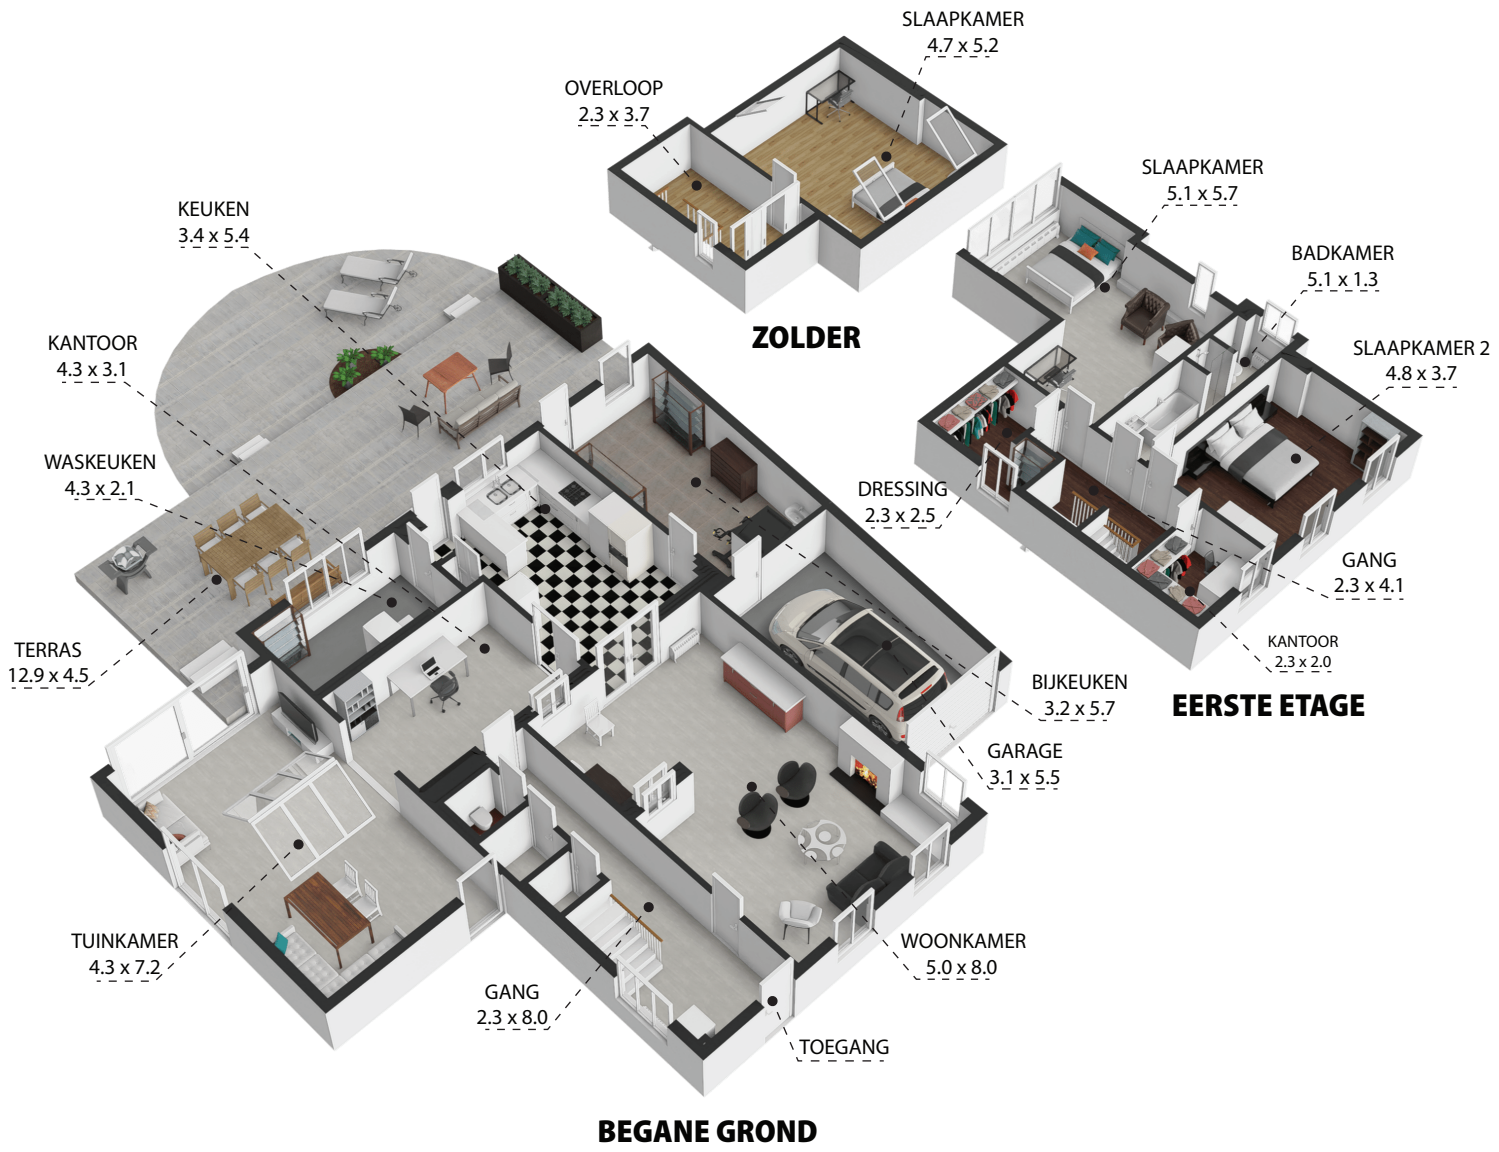 SLAAPKAMER
4.7 x 5.2
OVERLOOP
2.3 x 3.7
ZOLDER
SLAAPKAMER
5.1 x 5.7
BADKAMER
5.1 x 1.3
SLAAPKAMER 2
4.8 x 3.7
DRESSING
2.3 x 2.5
GANG
2.3 x 4.1
KANTOOR
2.3 x 2.0
EERSTE ETAGE
KEUKEN
3.4 x 5.4
KANTOOR
4.3 x 3.1
WASKEUKEN
4.3 x 2.1
TERRAS
12.9 x 4.5
BIJKEUKEN
3.2 x 5.7
GARAGE
3.1 x 5.5
TUINKAMER
4.3 x 7.2
WOONKAMER
5.0 x 8.0
GANG
2.3 x 8.0
TOEGANG
BEGANE GROND